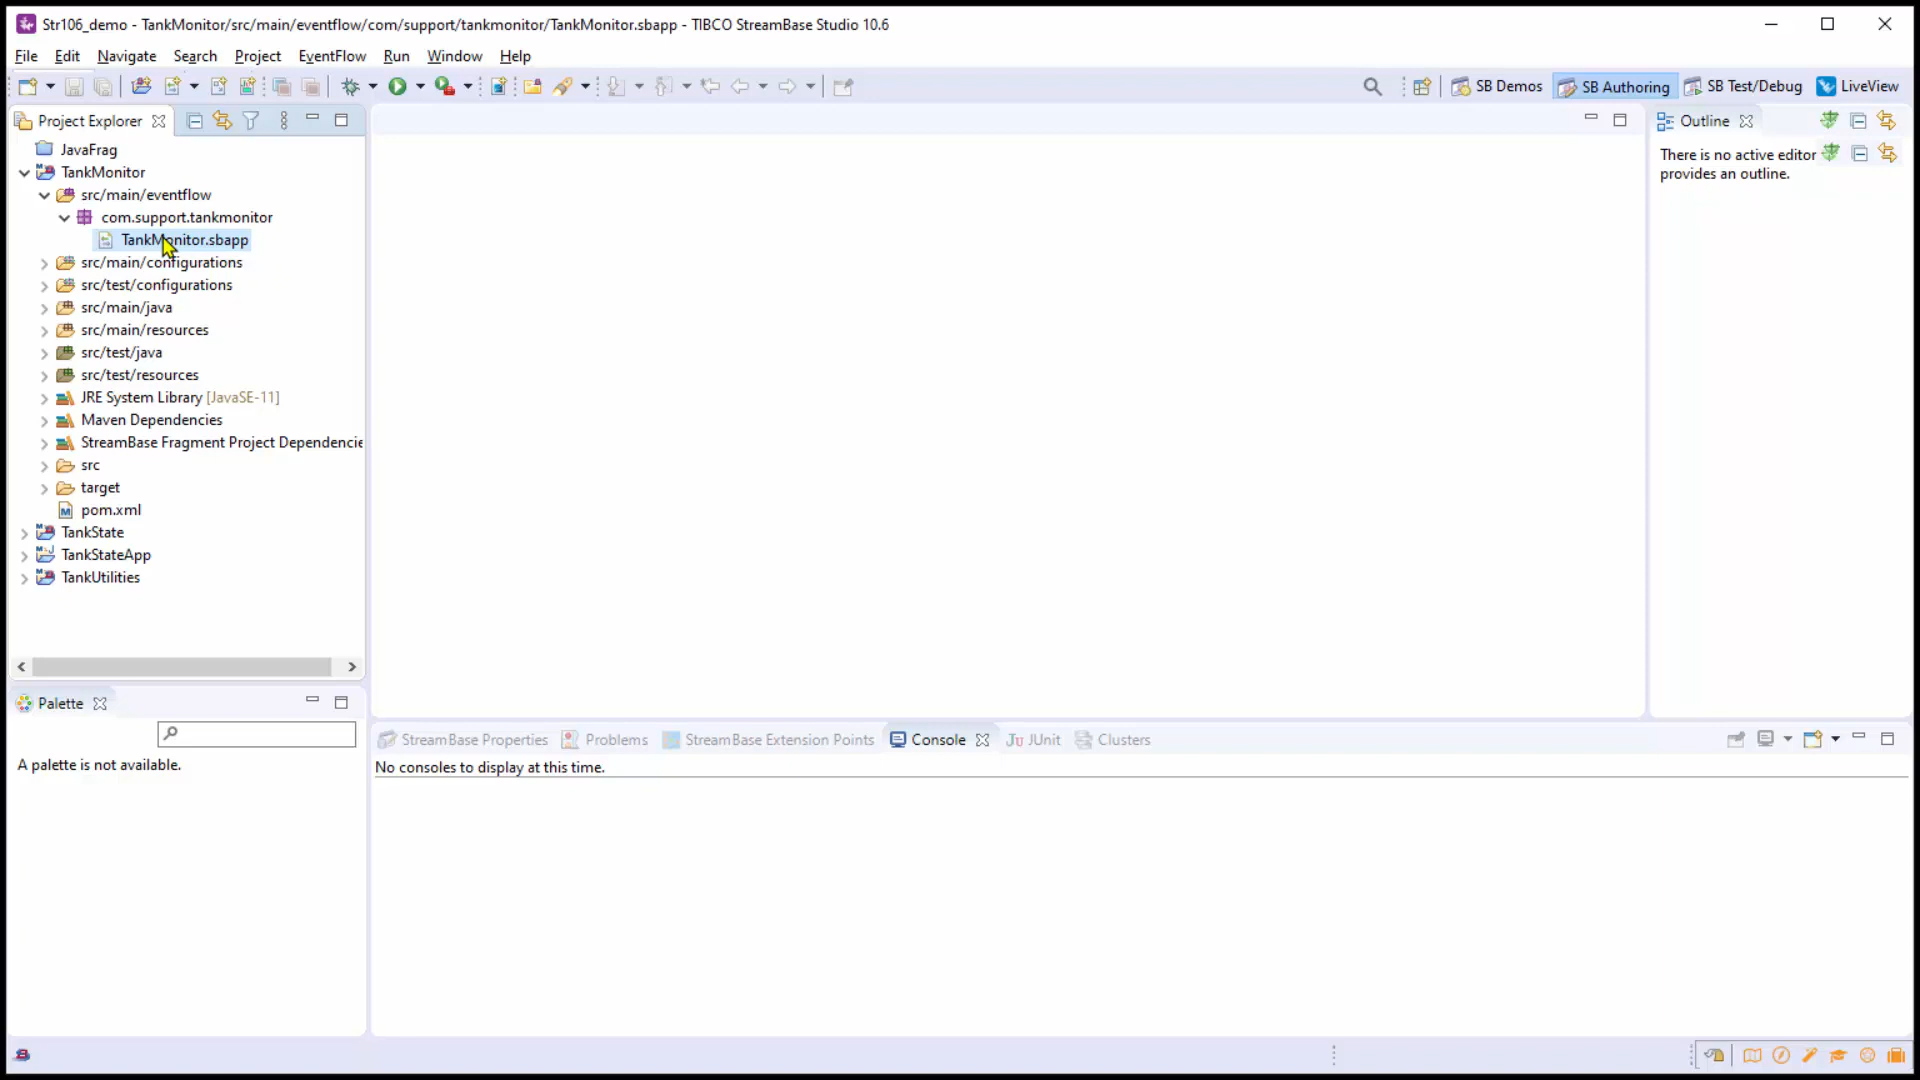 Str106_demo - TankMonitor/src/main/eventflow/com/support/tankmonitor/TankMonitor.sbapp - TIBCO StreamBase Studio 10.6
File Edit Navigate Search Project EventFlow Run Window Help
SB Demos SB Authoring SB Test/Debug LiveView
Project Explorer
JavaFrag
TankMonitor
src/main/eventflow
com.support.tankmonitor
TankMonitor.sbapp
src/main/configurations
src/test/configurations
src/main/java
src/main/resources
src/test/java
src/test/resources
JRE System Library [JavaSE-11]
Maven Dependencies
StreamBase Fragment Project Dependencie
src
target
pom.xml
TankState
TankStateApp
TankUtilities
Outline
There is no active editor
provides an outline.
Palette
A palette is not available.
StreamBase Properties Problems StreamBase Extension Points Console JUnit Clusters
No consoles to display at this time.